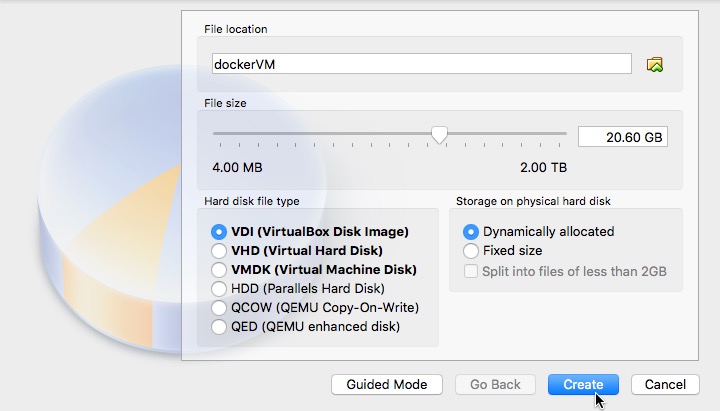 File location
dockerVM
File size
20.60 GB
4.00 MB 2.00 TB
Hard disk file type
VDI (VirtualBox Disk Image)
VHD (Virtual Hard Disk)
VMDK (Virtual Machine Disk)
HDD (Parallels Hard Disk)
QCOW (QEMU Copy-On-Write)
QED (QEMU enhanced disk)
Storage on physical hard disk
Dynamically allocated
Fixed size
Split into files of less than 2GB
Guided Mode Go Back Create Cancel